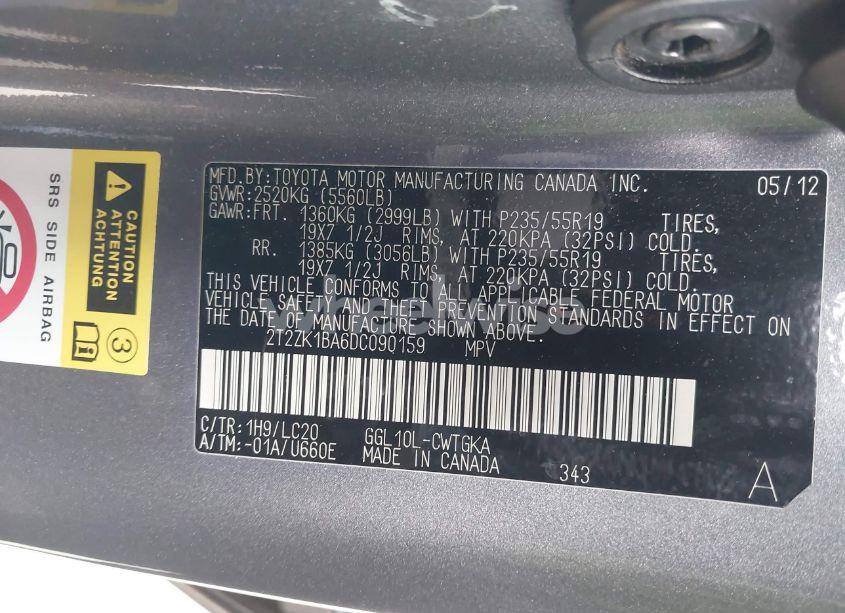 SRS SIDE AIRBAG
CAUTION
ATTENTION
3
MFD.BY:TOYOTA MOTOR MANUFACTURING CANADA INC. 05/12
GVWR:2520KG (5560LB)
GAWR:FRT. 1360KG (2999LB) WITH P235/55R19 TIRES,
19X7 1/2J RIMS, AT 220KPA (32PSI) COLD.
RR. 1385KG (3056LB) WITH P235/55R19 TIRES,
19X7 1/2J RIMS, AT 220KPA (32PSI) COLD.
THIS VEHICLE CONFORMS TO ALL APPLICABLE FEDERAL MOTOR
VEHICLE SAFETY AND THEFT PREVENTION STANDARDS IN EFFECT ON
THE DATE OF MANUFACTURE SHOWN ABOVE.
2T2ZK1BA6DC090159 MPV
C/TR:1H9/LC20 GGL10L-CWTGKA
A/TM:-01A/U660E MADE IN CANADA 343 A